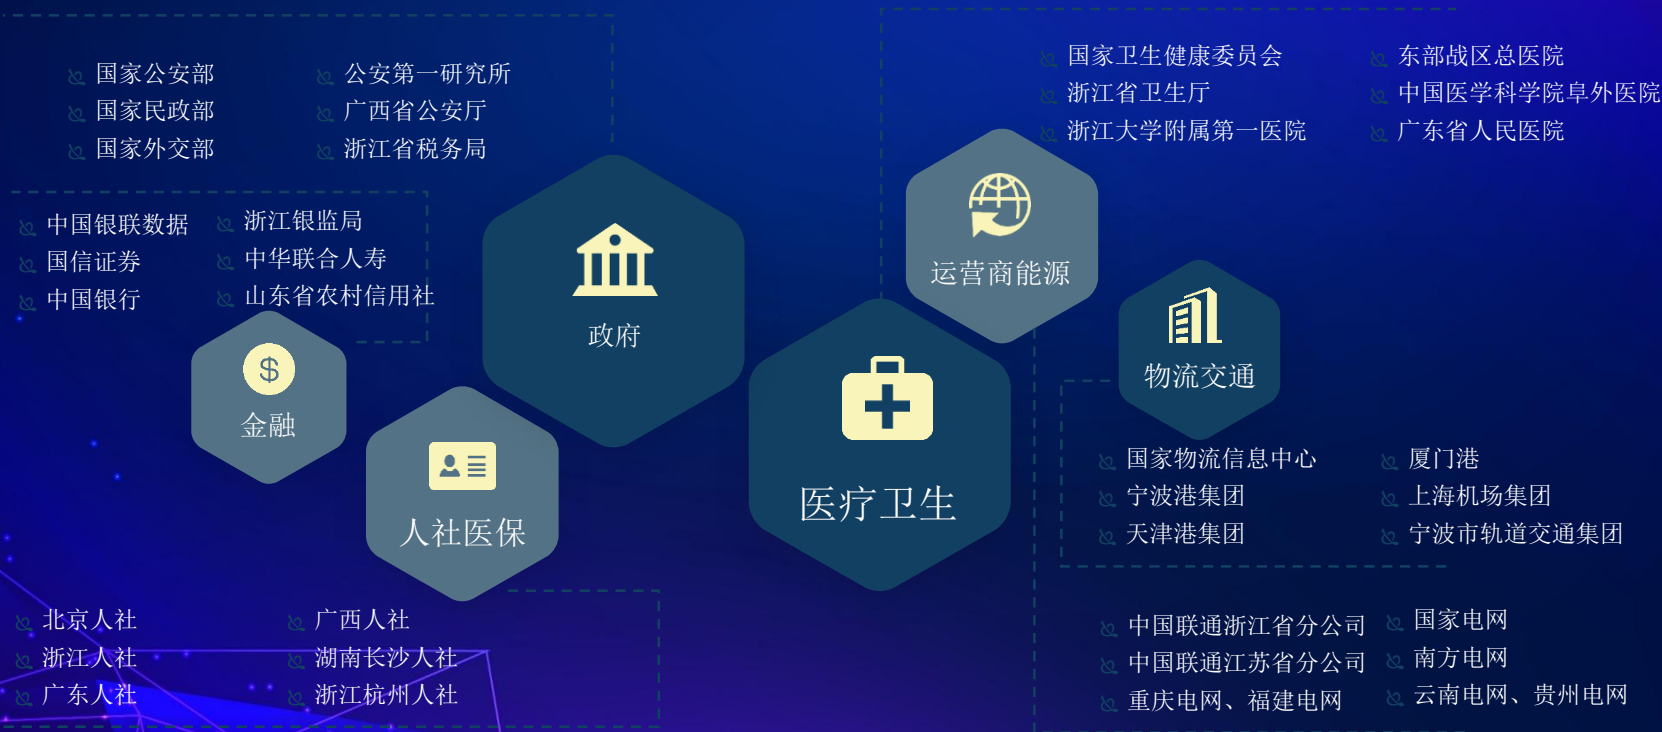 国家公安部
国家民政部
国家外交部
公安第一研究所
广西省公安厅
浙江省税务局
国家卫生健康委员会
浙江省卫生厅
浙江大学附属第一医院
东部战区总医院
中国医学科学院阜外医院
广东省人民医院
中国银联数据
国信证券
中国银行
浙江银监局
中华联合人寿
山东省农村信用社
政府
运营商能源
物流交通
金融
人社医保
医疗卫生
国家物流信息中心
宁波港集团
天津港集团
厦门港
上海机场集团
宁波市轨道交通集团
北京人社
浙江人社
广东人社
广西人社
湖南长沙人社
浙江杭州人社
中国联通浙江省分公司
中国联通江苏省分公司
重庆电网、福建电网
国家电网
南方电网
云南电网、贵州电网